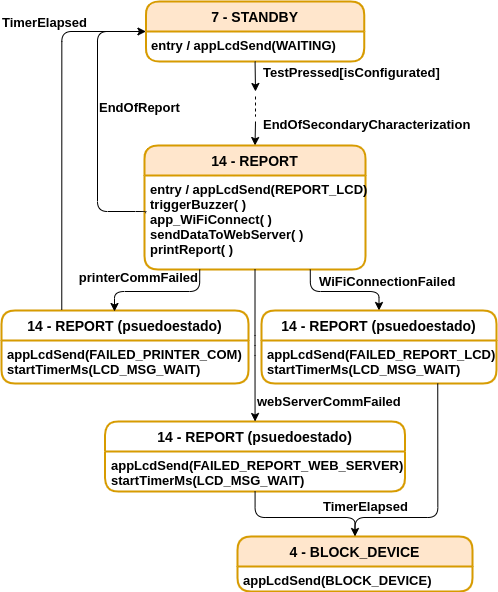 TimerElapsed
7 - STANDBY
entry / appLcdSend(WAITING)
TestPressed[isConfigurated]
EndOfReport
EndOfSecondaryCharacterization
14 - REPORT
entry / appLcdSend(REPORT_LCD)
triggerBuzzer( )
app_WiFiConnect( )
sendDataToWebServer( )
printReport( )
printerCommFailed
WiFiConnectionFailed
14 - REPORT (psuedoestado)
appLcdSend(FAILED_PRINTER_COM)
startTimerMs(LCD_MSG_WAIT)
14 - REPORT (psuedoestado)
appLcdSend(FAILED_REPORT_LCD)
startTimerMs(LCD_MSG_WAIT)
webServerCommFailed
14 - REPORT (psuedoestado)
appLcdSend(FAILED_REPORT_WEB_SERVER)
startTimerMs(LCD_MSG_WAIT)
TimerElapsed
4 - BLOCK_DEVICE
appLcdSend(BLOCK_DEVICE)